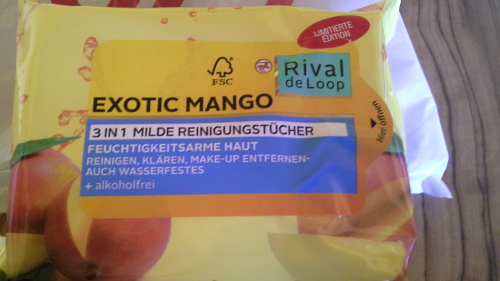 LIMITIERTE
EDITION
FSC
Rival
de Loop
EXOTIC MANGO
hier öffnen
3 IN 1 MILDE REINIGUNGSTÜCHER
FEUCHTIGKEITSARME HAUT
REINIGEN, KLÄREN, MAKE-UP ENTFERNEN-
AUCH WASSERFESTES
+ alkoholfrei